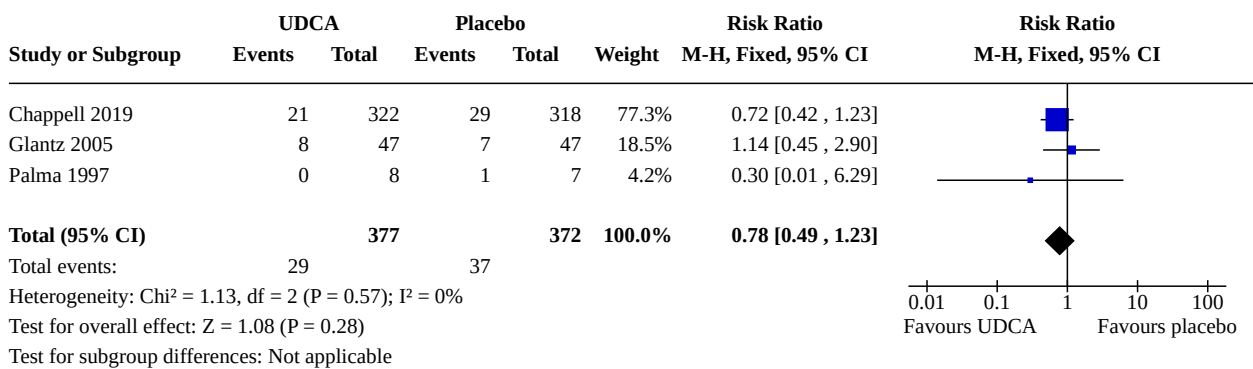 UDCA Placebo Risk Ratio Risk Ratio
Study or Subgroup Events Total Events Total Weight M-H, Fixed, 95% CI M-H, Fixed, 95% CI
Chappell 2019 21 322 29 318 77.3% 0.72 [0.42 , 1.23]
Glantz 2005 8 47 7 47 18.5% 1.14 [0.45 , 2.90]
Palma 1997 0 8 1 7 4.2% 0.30 [0.01 , 6.29]
Total (95% CI) 377 372 100.0% 0.78 [0.49 , 1.23]
Total events: 29 37
Heterogeneity: Chi² = 1.13, df = 2 (P = 0.57); I² = 0%
0.01 0.1 1 10 100
Test for overall effect: Z = 1.08 (P = 0.28) Favours UDCA Favours placebo
Test for subgroup differences: Not applicable